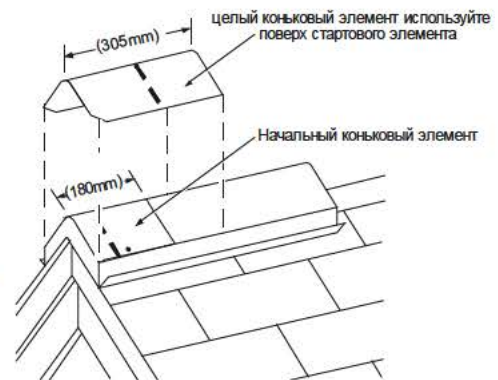 целый коньковый элемент используйте
поверх стартового элемента
(305mm)
Начальный коньковый элемент
(180mm)